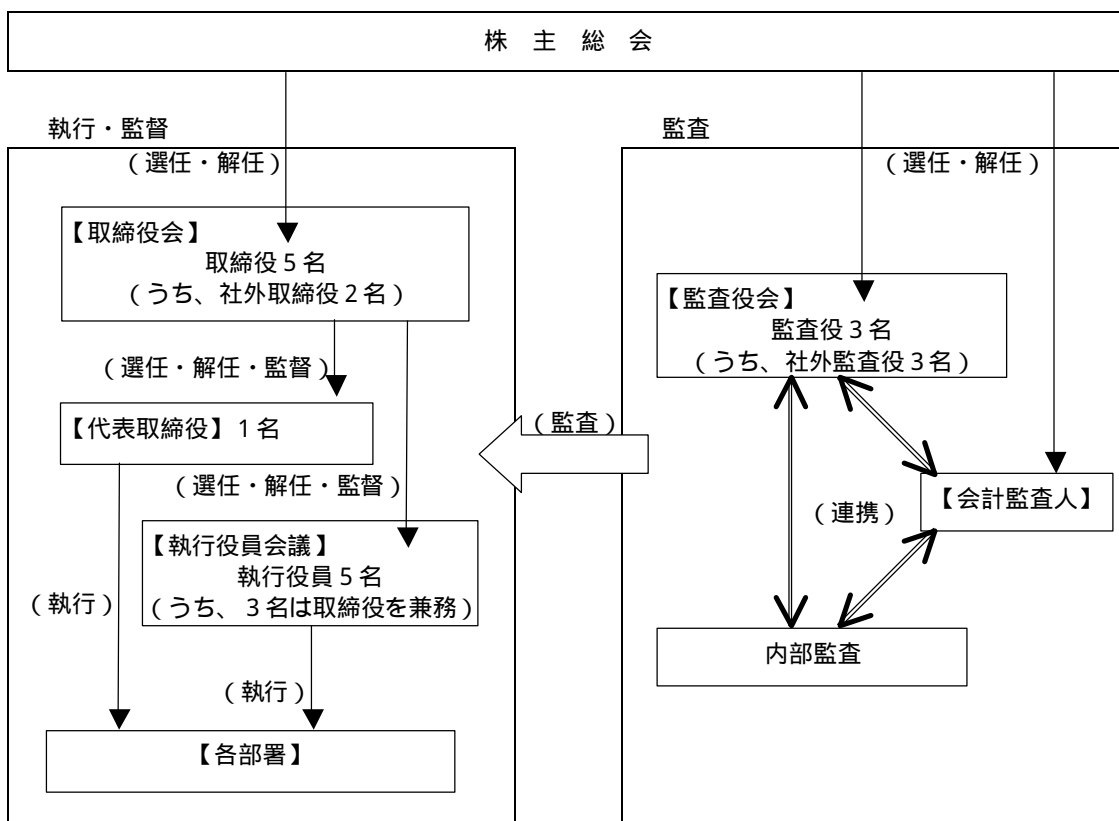 株 主 総 会
執行・監督
(選任・解任)
【取締役会】
取締役5名
(うち、社外取締役2名)
(選任・解任・監督)
【代表取締役】1名
(選任・解任・監督)
【執行役員会議】
執行役員5名
(うち、3名は取締役を兼務)
(執行)
(執行)
【各部署】
(監査)
監査
(選任・解任)
【監査役会】
監査役3名
(うち、社外監査役3名)
(連携)
【会計監査人】
内部監査